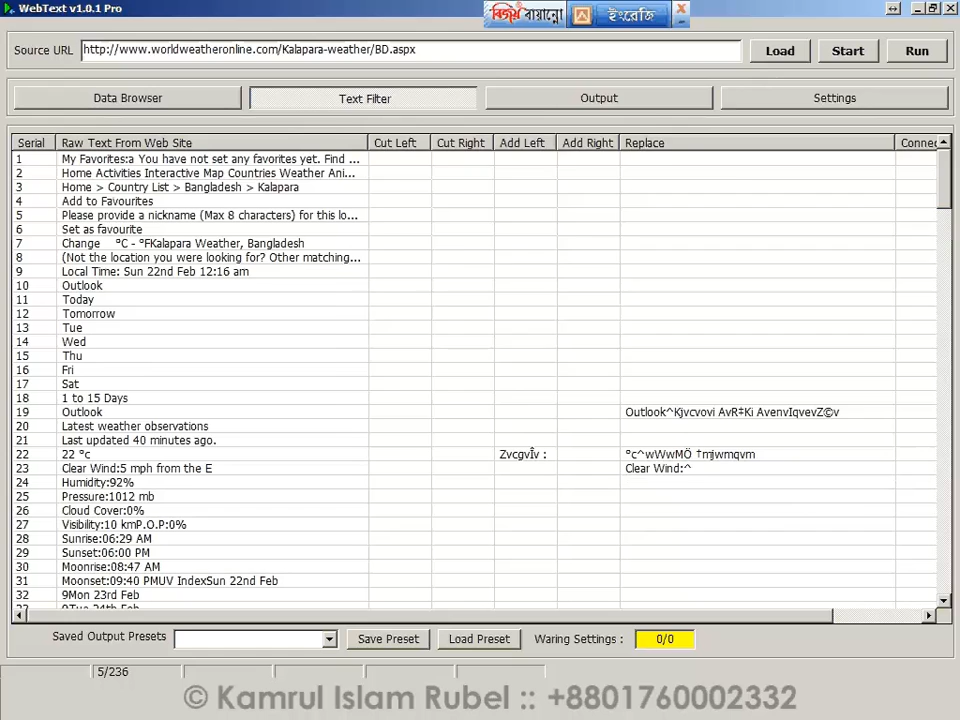 WebText v1.0.1 Pro
বিজয় বায়ান্নো
ইংরেজি
Source URL http://www.worldweatheronline.com/Kalapara-weather/BD.aspx Load Start Run
Data Browser Text Filter Output Settings
Serial Raw Text From Web Site Cut Left Cut Right Add Left Add Right Replace Connec
1 My Favorites:a You have not set any favorites yet. Find ...
2 Home Activities Interactive Map Countries Weather Ani...
3 Home > Country List > Bangladesh > Kalapara
4 Add to Favourites
5 Please provide a nickname (Max 8 characters) for this lo...
6 Set as favourite
7 Change °C - °FKalapara Weather, Bangladesh
8 (Not the location you were looking for? Other matching...
9 Local Time: Sun 22nd Feb 12:16 am
10 Outlook
11 Today
12 Tomorrow
13 Tue
14 Wed
15 Thu
16 Fri
17 Sat
18 1 to 15 Days
19 Outlook Outlook^Kjvcvovi AvR‡Ki AvenvIqvevZ©v
20 Latest weather observations
21 Last updated 40 minutes ago.
22 22 °c ZvcgvÎv : °c^wWwMÖ †mjwmqvm
23 Clear Wind:5 mph from the E Clear Wind:^
24 Humidity:92%
25 Pressure:1012 mb
26 Cloud Cover:0%
27 Visibility:10 kmP.O.P:0%
28 Sunrise:06:29 AM
29 Sunset:06:00 PM
30 Moonrise:08:47 AM
31 Moonset:09:40 PMUV IndexSun 22nd Feb
32 9Mon 23rd Feb
Saved Output Presets Save Preset Load Preset Waring Settings : 0/0
5/236
© Kamrul Islam Rubel :: +8801760002332